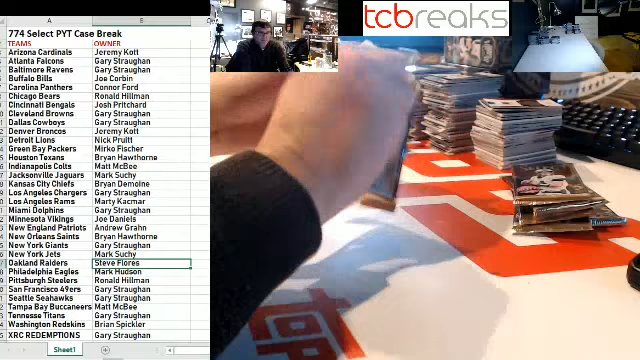 774 Select PYT Case Break
TEAMS OWNER
Arizona Cardinals Jeremy Kott
Atlanta Falcons Gary Straughan
Baltimore Ravens Gary Straughan
Buffalo Bills Joe Corbin
Carolina Panthers Connor Ford
Chicago Bears Ronald Hillman
Cincinnati Bengals Josh Pritchard
Cleveland Browns Gary Straughan
Dallas Cowboys Gary Straughan
Denver Broncos Jeremy Kott
Detroit Lions Nick Pruitt
Green Bay Packers Mirko Fischer
Houston Texans Bryan Hawthorne
Indianapolis Colts Matt McBee
Jacksonville Jaguars Mark Suchy
Kansas City Chiefs Bryan Demoine
Los Angeles Chargers Gary Straughan
Los Angeles Rams Marty Kacmar
Miami Dolphins Gary Straughan
Minnesota Vikings Joe Daniels
New England Patriots Andrew Grahn
New Orleans Saints Bryan Hawthorne
New York Giants Gary Straughan
New York Jets Mark Suchy
Oakland Raiders Steve Flores
Philadelphia Eagles Mark Hudson
Pittsburgh Steelers Ronald Hillman
San Francisco 49ers Gary Straughan
Seattle Seahawks Gary Straughan
Tampa Bay Buccaneers Matt McBee
Tennesse Titans Gary Straughan
Washington Redskins Brian Spickler
XRC REDEMPTIONS Gary Straughan
Sheet1
tcbreaks